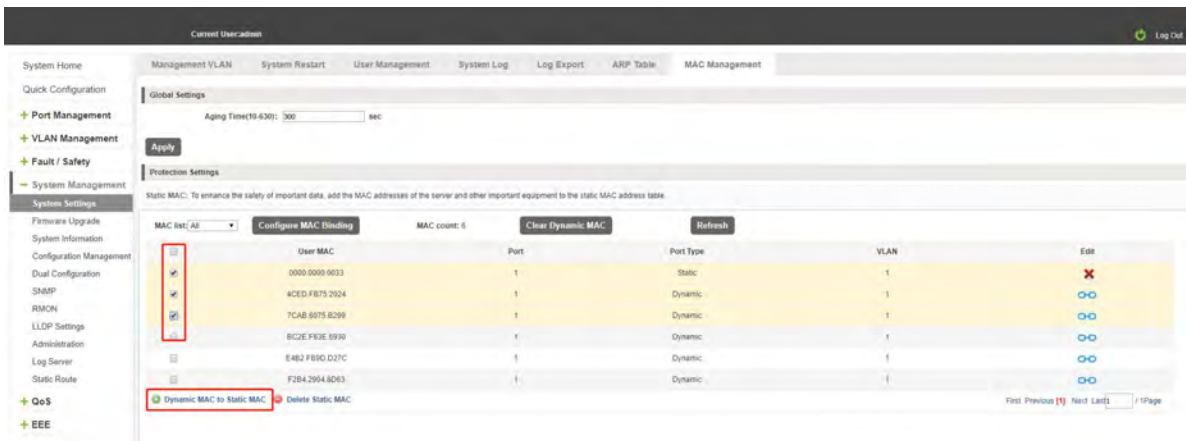 Current User:admin
Log Out
System Home
Quick Configuration
Port Management
VLAN Management
Fault / Safety
System Management
System Settings
Firmware Upgrade
System Information
Configuration Management
Dual Configuration
SNMP
RMON
LLDP Settings
Administration
Log Server
Static Route
QoS
EEE
Management VLAN System Restart User Management System Log Log Export ARP Table MAC Management
Global Settings
Aging Time(10-630): 300 sec
Apply
Protection Settings
Static MAC: To enhance the safety of important data, add the MAC addresses of the server and other important equipment to the static MAC address table.
MAC list: All Configure MAC Binding MAC count: 6 Clear Dynamic MAC Refresh
User MAC Port Port Type VLAN Edit
0000.0000.0033 1 Static 1
4CED.FB75.2024 1 Dynamic 1
7CAB.6075.B299 1 Dynamic 1
BC2E.F63E.6930 1 Dynamic 1
E4B2.FB9D.D27C 1 Dynamic 1
F2B4.2904.8D63 1 Dynamic 1
Dynamic MAC to Static MAC Delete Static MAC
First Previous [1] Next Last 1 / 1Page